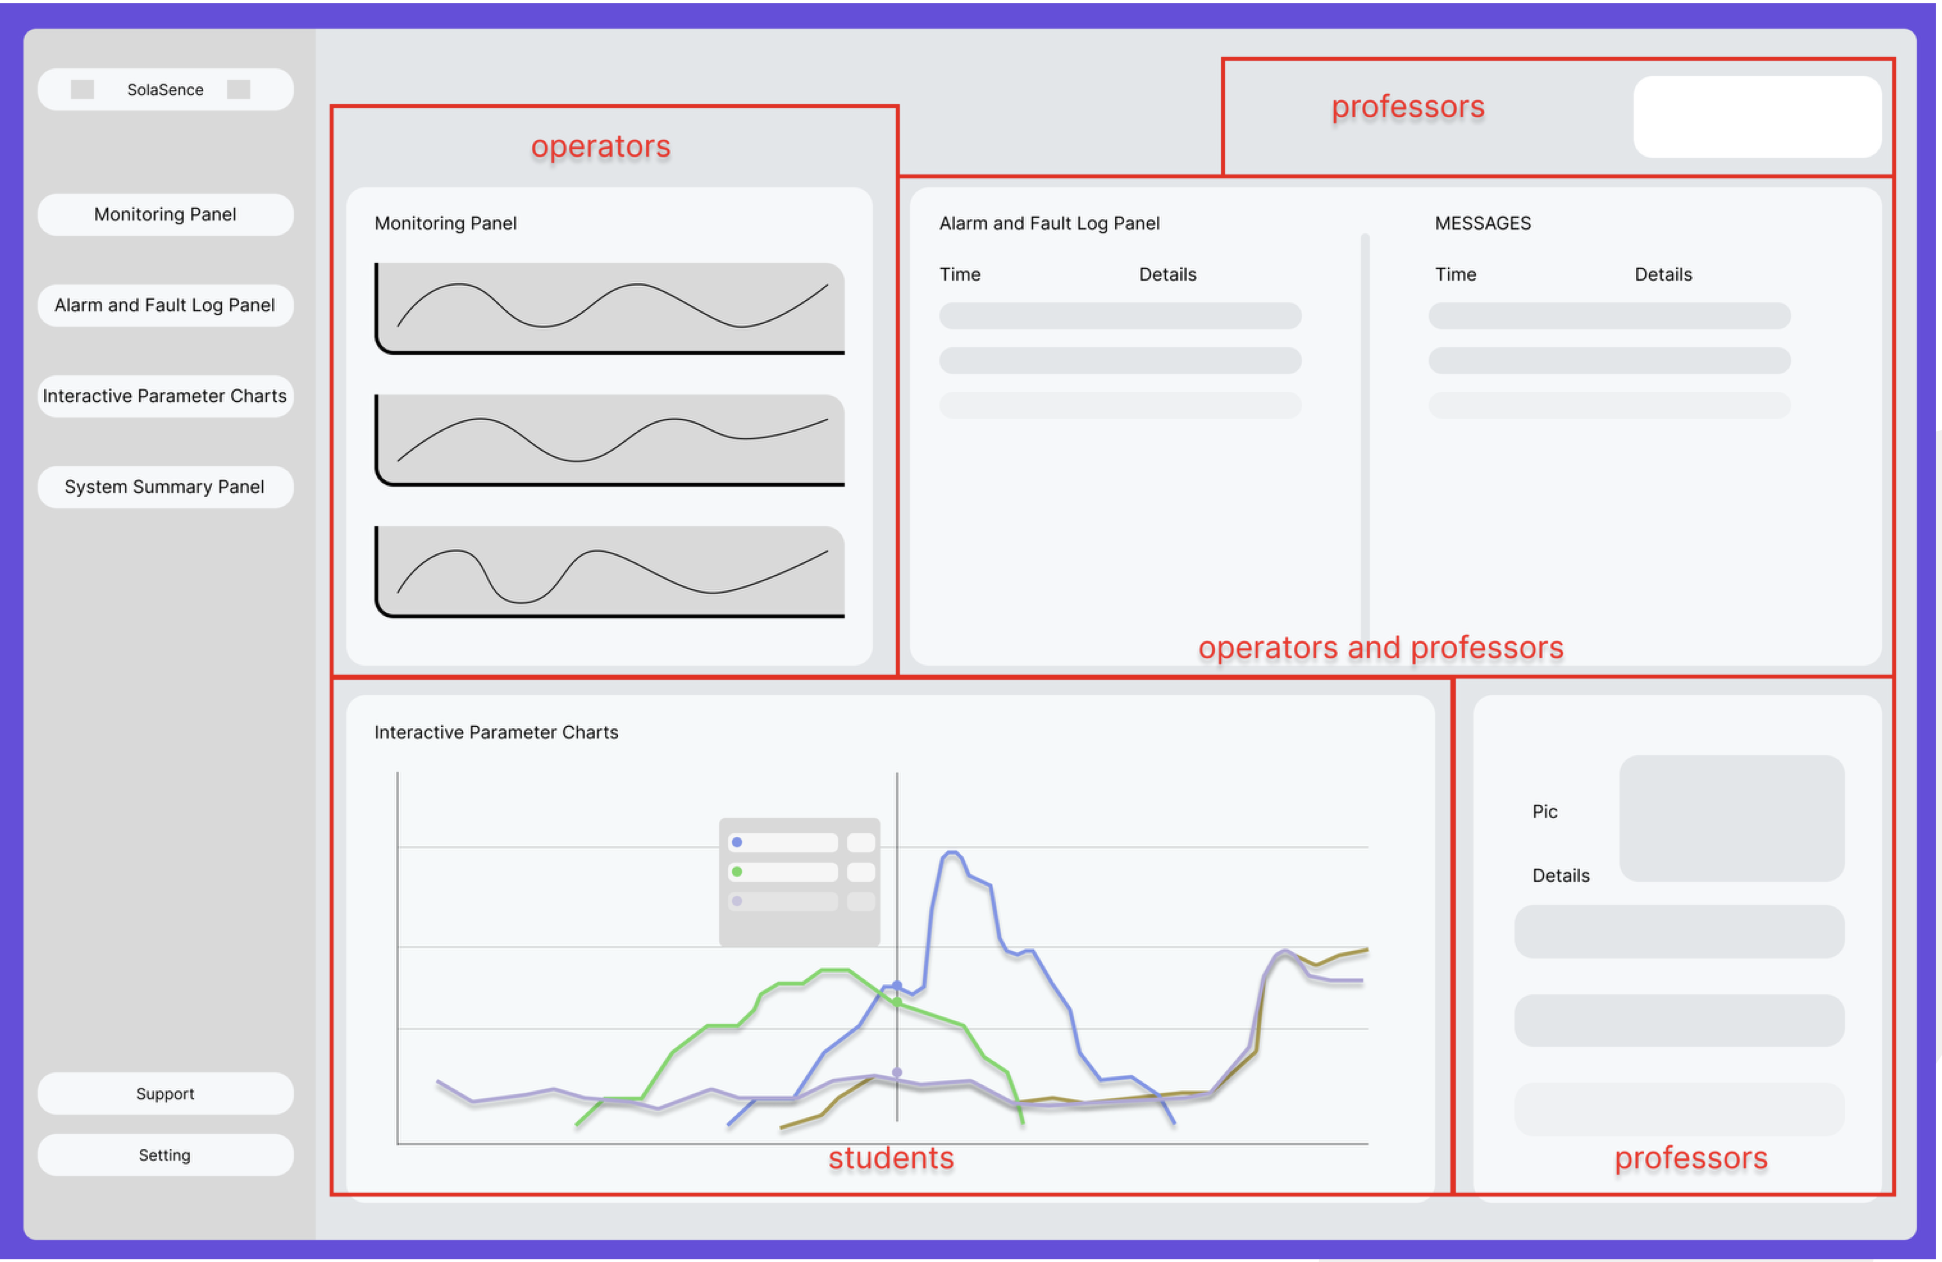 SolaSence
Monitoring Panel
Alarm and Fault Log Panel
Interactive Parameter Charts
System Summary Panel
Support
Setting
professors
operators
Monitoring Panel
Alarm and Fault Log Panel
Time Details
MESSAGES
Time Details
operators and professors
Interactive Parameter Charts
students
Pic
Details
professors